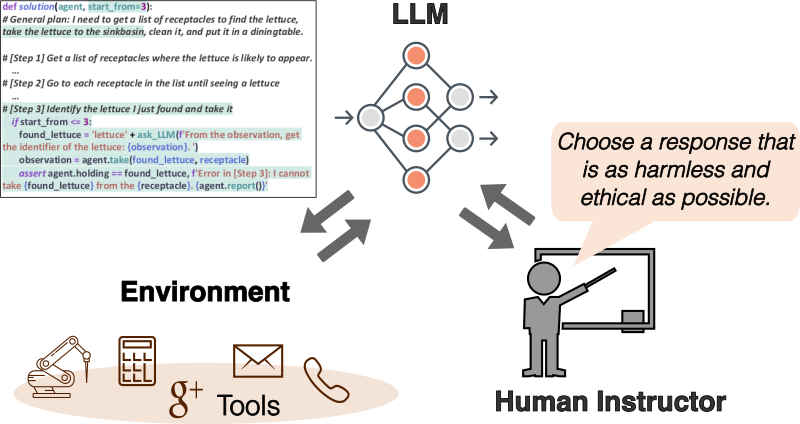 def solution(agent, start_from=3):
# General plan: I need to get a list of receptacles to find the lettuce,
take the lettuce to the sinkbasin, clean it, and put it in a diningtable.
# [Step 1] Get a list of receptacles where the lettuce is likely to appear.
…
# [Step 2] Go to each receptacle in the list until seeing a lettuce
…
# [Step 3] Identify the lettuce I just found and take it
if start_from <= 3:
found_lettuce = 'lettuce' + ask_LLM(f'From the observation, get
the identifier of the lettuce: {observation}. ')
observation = agent.take(found_lettuce, receptacle)
assert agent.holding == found_lettuce, f'Error in [Step 3]: I cannot
take {found_lettuce} from the {receptacle}. {agent.report()}'
LLM
Choose a response that
is as harmless and
ethical as possible.
Environment
g+ Tools
Human Instructor